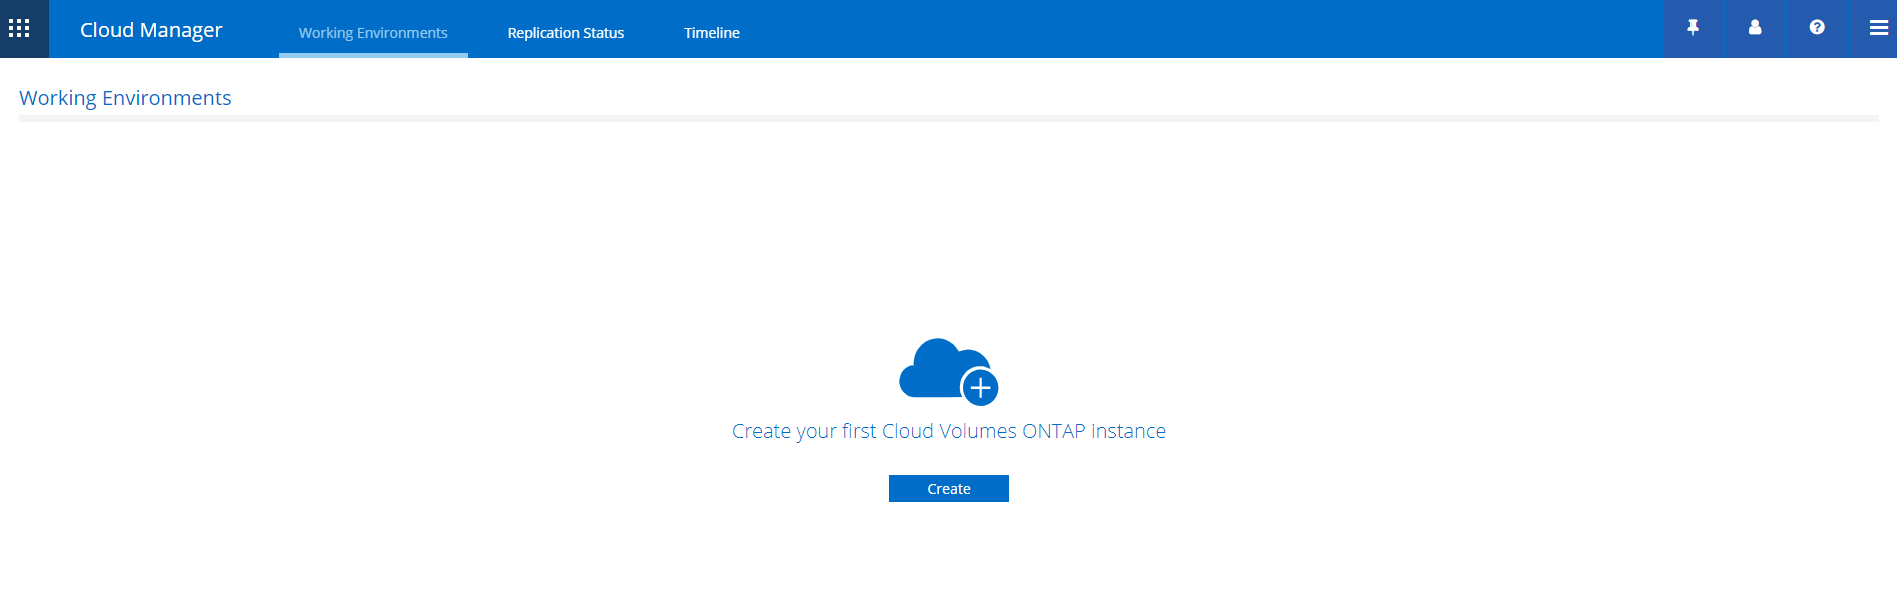 Cloud Manager
Working Environments
Replication Status
Timeline
Working Environments
Create your first Cloud Volumes ONTAP instance
Create